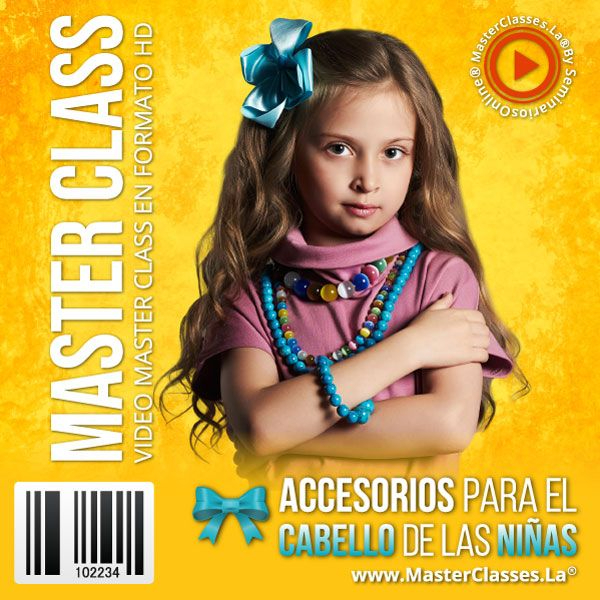 MASTER CLASS
VIDEO MASTER CLASS EN FORMATO HD
MasterClasses.La®By SeminariosOnline®
102234
ACCESORIOS PARA EL
CABELLO DE LAS NIÑAS
www.MasterClasses.La®